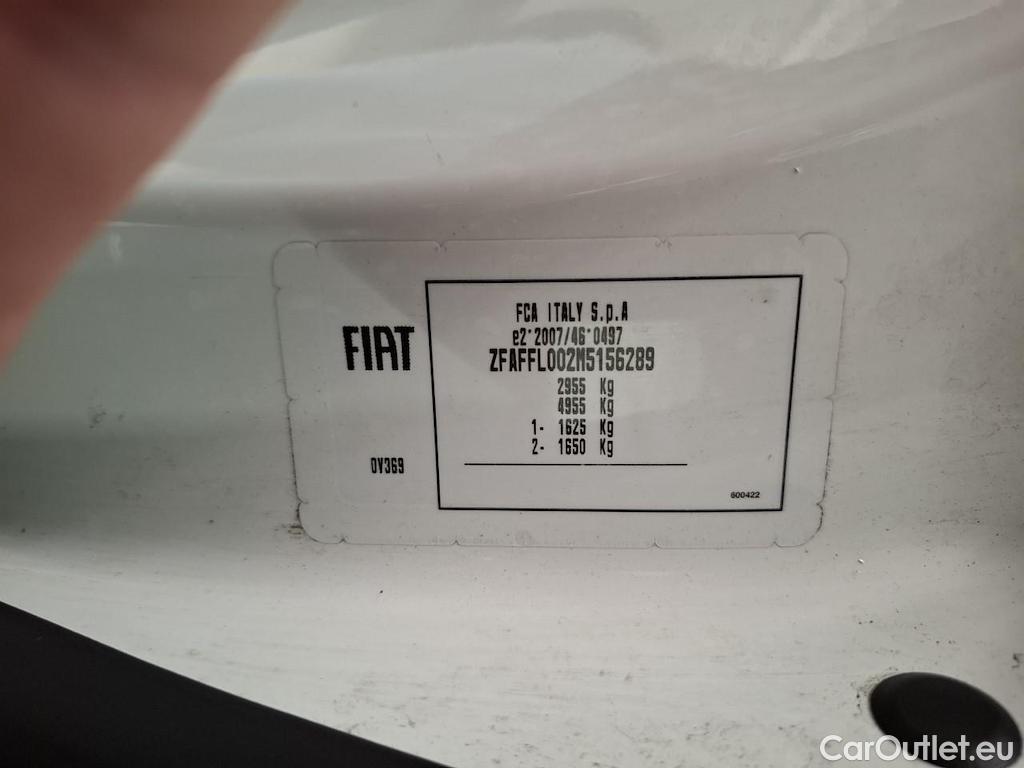 FIAT
0V369
FCA ITALY S.p.A
e2*2007/46*0497
ZFAFFL002M5156289
2955 Kg
4955 Kg
1- 1625 Kg
2- 1650 Kg
600422
CarOutlet.eu